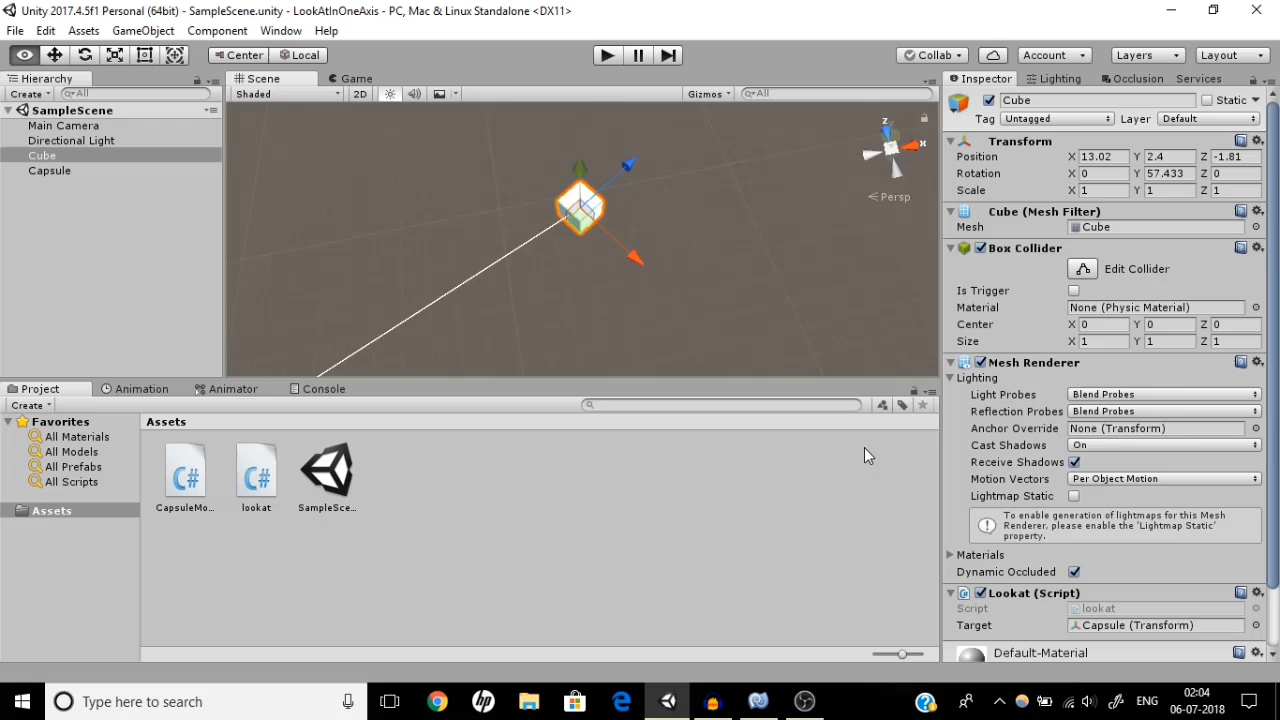 Unity 2017.4.5f1 Personal (64bit) - SampleScene.unity - LookAtInOneAxis - PC, Mac & Linux Standalone <DX11>
File Edit Assets GameObject Component Window Help
Center Local Collab Account Layers Layout
Hierarchy Scene Game Inspector Lighting Occlusion Services
Create All Shaded 2D Gizmos All Cube Static
SampleScene
Tag Untagged Layer Default
Main Camera
Directional Light
Cube
Capsule
z
x
Persp
Transform
Position X 13.02 Y 2.4 Z -1.81
Rotation X 0 Y 57.433 Z 0
Scale X 1 Y 1 Z 1
Cube (Mesh Filter)
Mesh Cube
Box Collider
Edit Collider
Is Trigger
Material None (Physic Material)
Center X 0 Y 0 Z 0
Size X 1 Y 1 Z 1
Mesh Renderer
Lighting
Light Probes Blend Probes
Reflection Probes Blend Probes
Anchor Override None (Transform)
Cast Shadows On
Receive Shadows
Motion Vectors Per Object Motion
Lightmap Static
To enable generation of lightmaps for this Mesh
Renderer, please enable the 'Lightmap Static'
property.
Materials
Dynamic Occluded
Lookat (Script)
Script lookat
Target Capsule (Transform)
Default-Material
Project Animation Animator Console
Create
Favorites
All Materials
All Models
All Prefabs
All Scripts
Assets
Assets
C# C#
CapsuleMo... lookat SampleSce...
Type here to search
ENG
02:04
06-07-2018